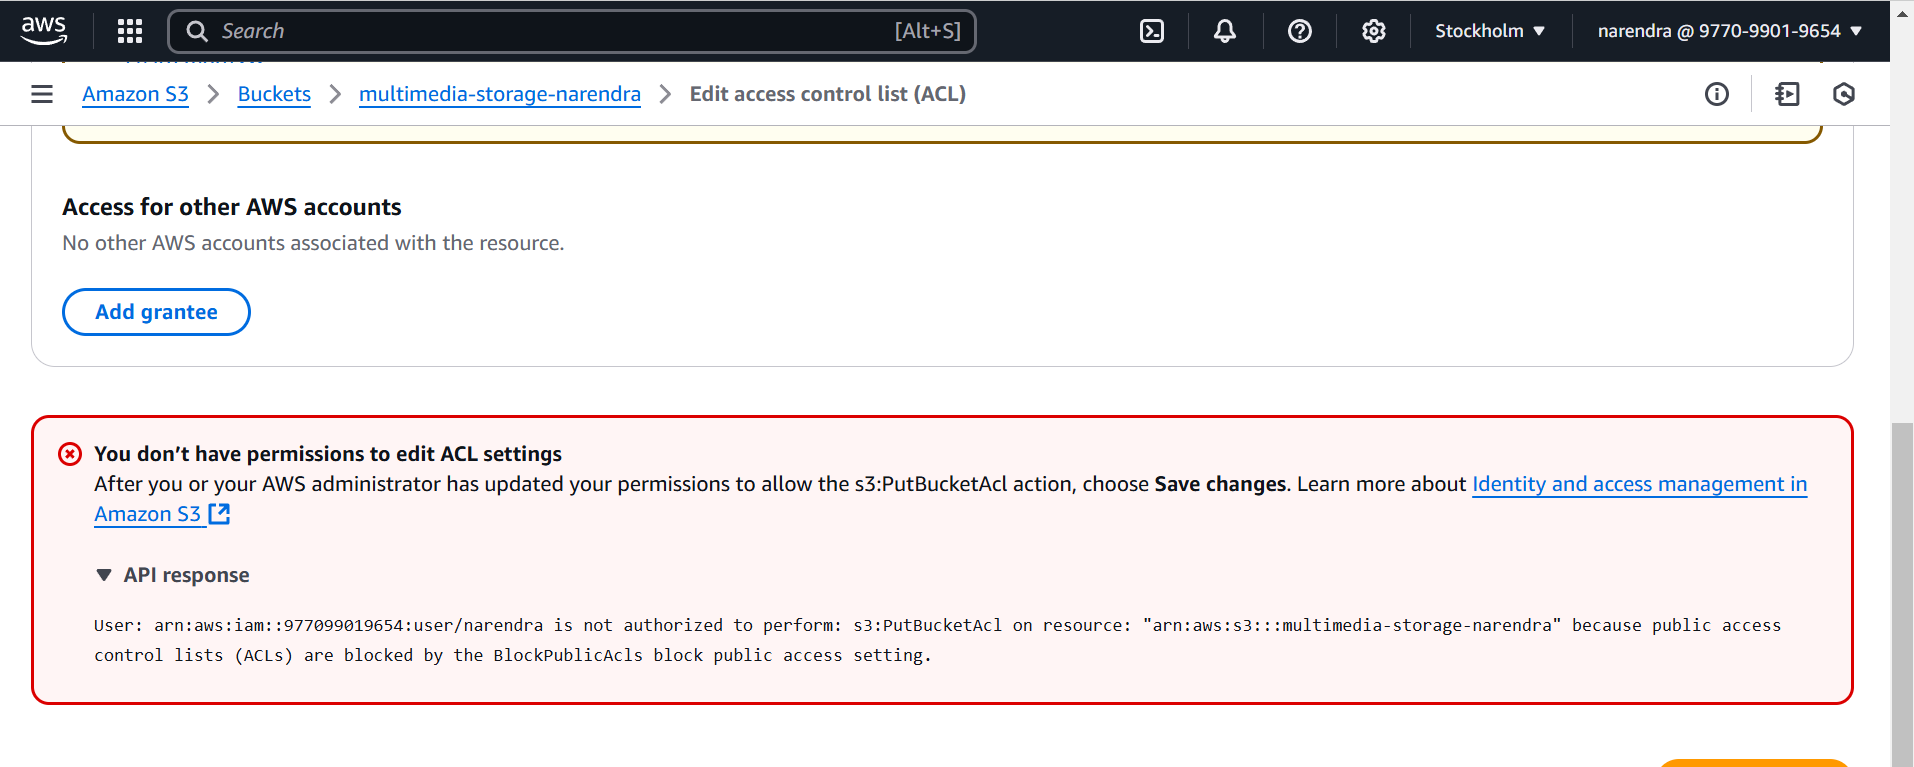 aws
Search
[Alt+S]
Stockholm
narendra @ 9770-9901-9654
Amazon S3
Buckets
multimedia-storage-narendra
Edit access control list (ACL)
Access for other AWS accounts
No other AWS accounts associated with the resource.
Add grantee
You don’t have permissions to edit ACL settings
After you or your AWS administrator has updated your permissions to allow the s3:PutBucketAcl action, choose Save changes. Learn more about Identity and access management in
Amazon S3
API response
User: arn:aws:iam::977099019654:user/narendra is not authorized to perform: s3:PutBucketAcl on resource: "arn:aws:s3:::multimedia-storage-narendra" because public access
control lists (ACLs) are blocked by the BlockPublicAcls block public access setting.